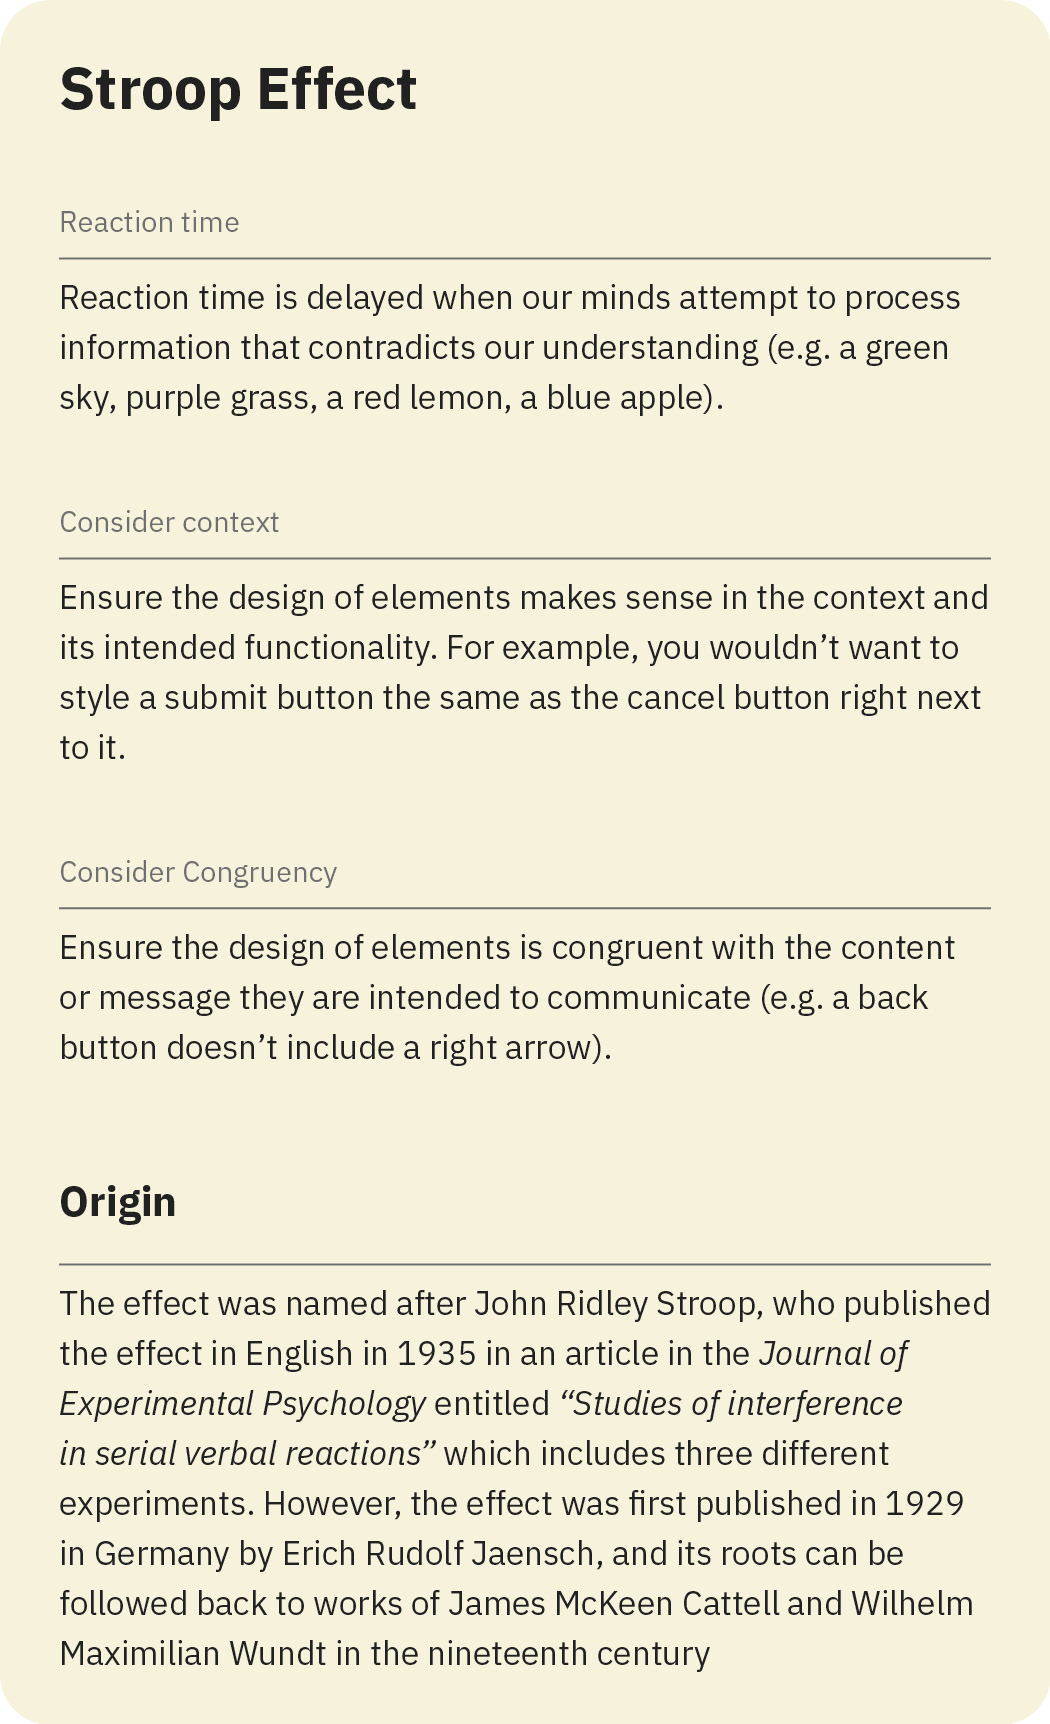 Stroop Effect
Reaction time
Reaction time is delayed when our minds attempt to process
information that contradicts our understanding (e.g. a green
sky, purple grass, a red lemon, a blue apple).
Consider context
Ensure the design of elements makes sense in the context and
its intended functionality. For example, you wouldn’t want to
style a submit button the same as the cancel button right next
to it.
Consider Congruency
Ensure the design of elements is congruent with the content
or message they are intended to communicate (e.g. a back
button doesn’t include a right arrow).
Origin
The effect was named after John Ridley Stroop, who published
the effect in English in 1935 in an article in the Journal of
Experimental Psychology entitled “Studies of interference
in serial verbal reactions” which includes three different
experiments. However, the effect was first published in 1929
in Germany by Erich Rudolf Jaensch, and its roots can be
followed back to works of James McKeen Cattell and Wilhelm
Maximilian Wundt in the nineteenth century